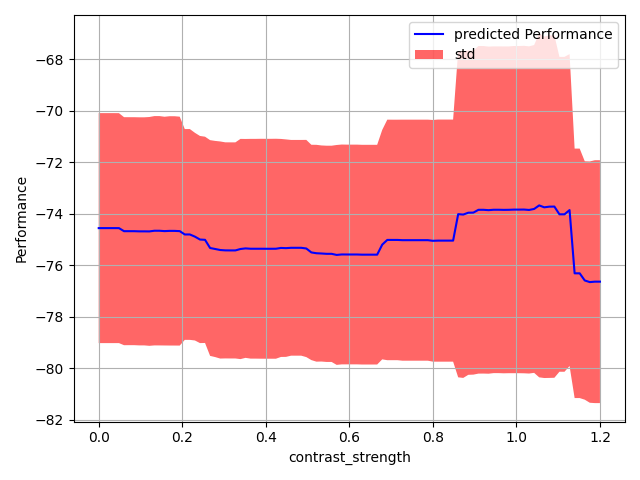 predicted Performance
std
Performance
−68
−70
−72
−74
−76
−78
−80
−82
0.0 0.2 0.4 0.6 0.8 1.0 1.2
contrast_strength